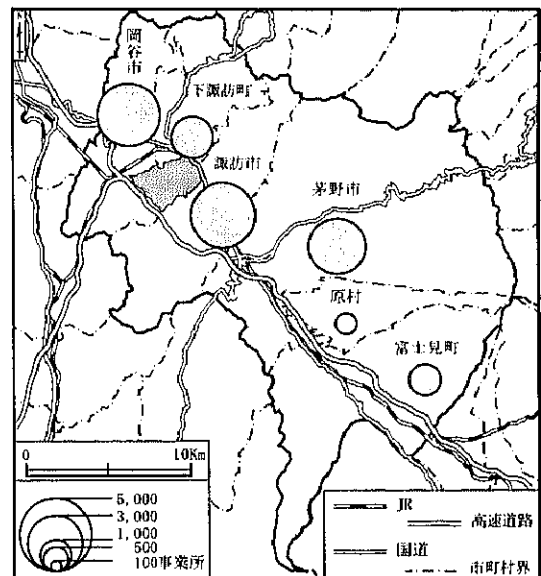 岡谷市
下諏訪町
諏訪市
茅野市
原村
富士見町
0 10Km
5,000
3,000
1,000
500
100事業所
JR
高速道路
国道
市町村界